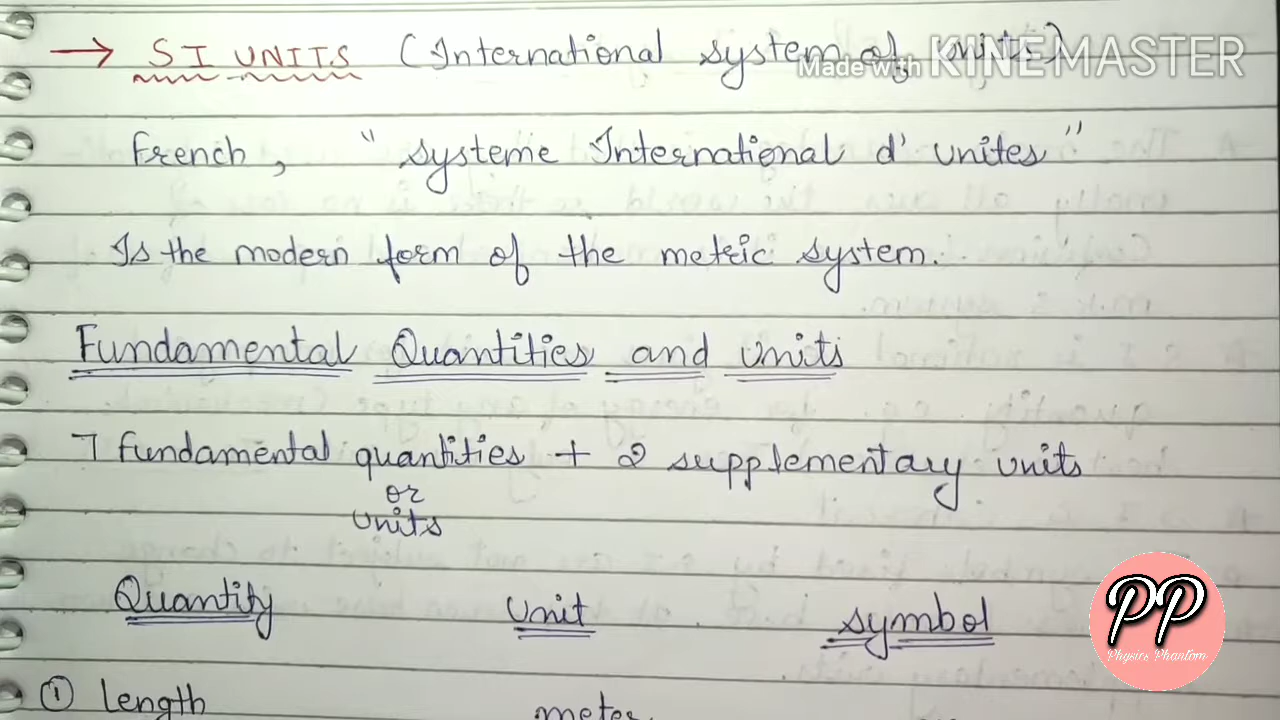 → SI UNITS (International system of units)
Made with KINEMASTER
French, " systeme International d' unites "
Is the modern form of the metric system.
Fundamental Quantities and units
7 fundamental quantities + 2 supplementary units
or
units
Quantity Unit symbol
PP
Physics Phantom
① length meter